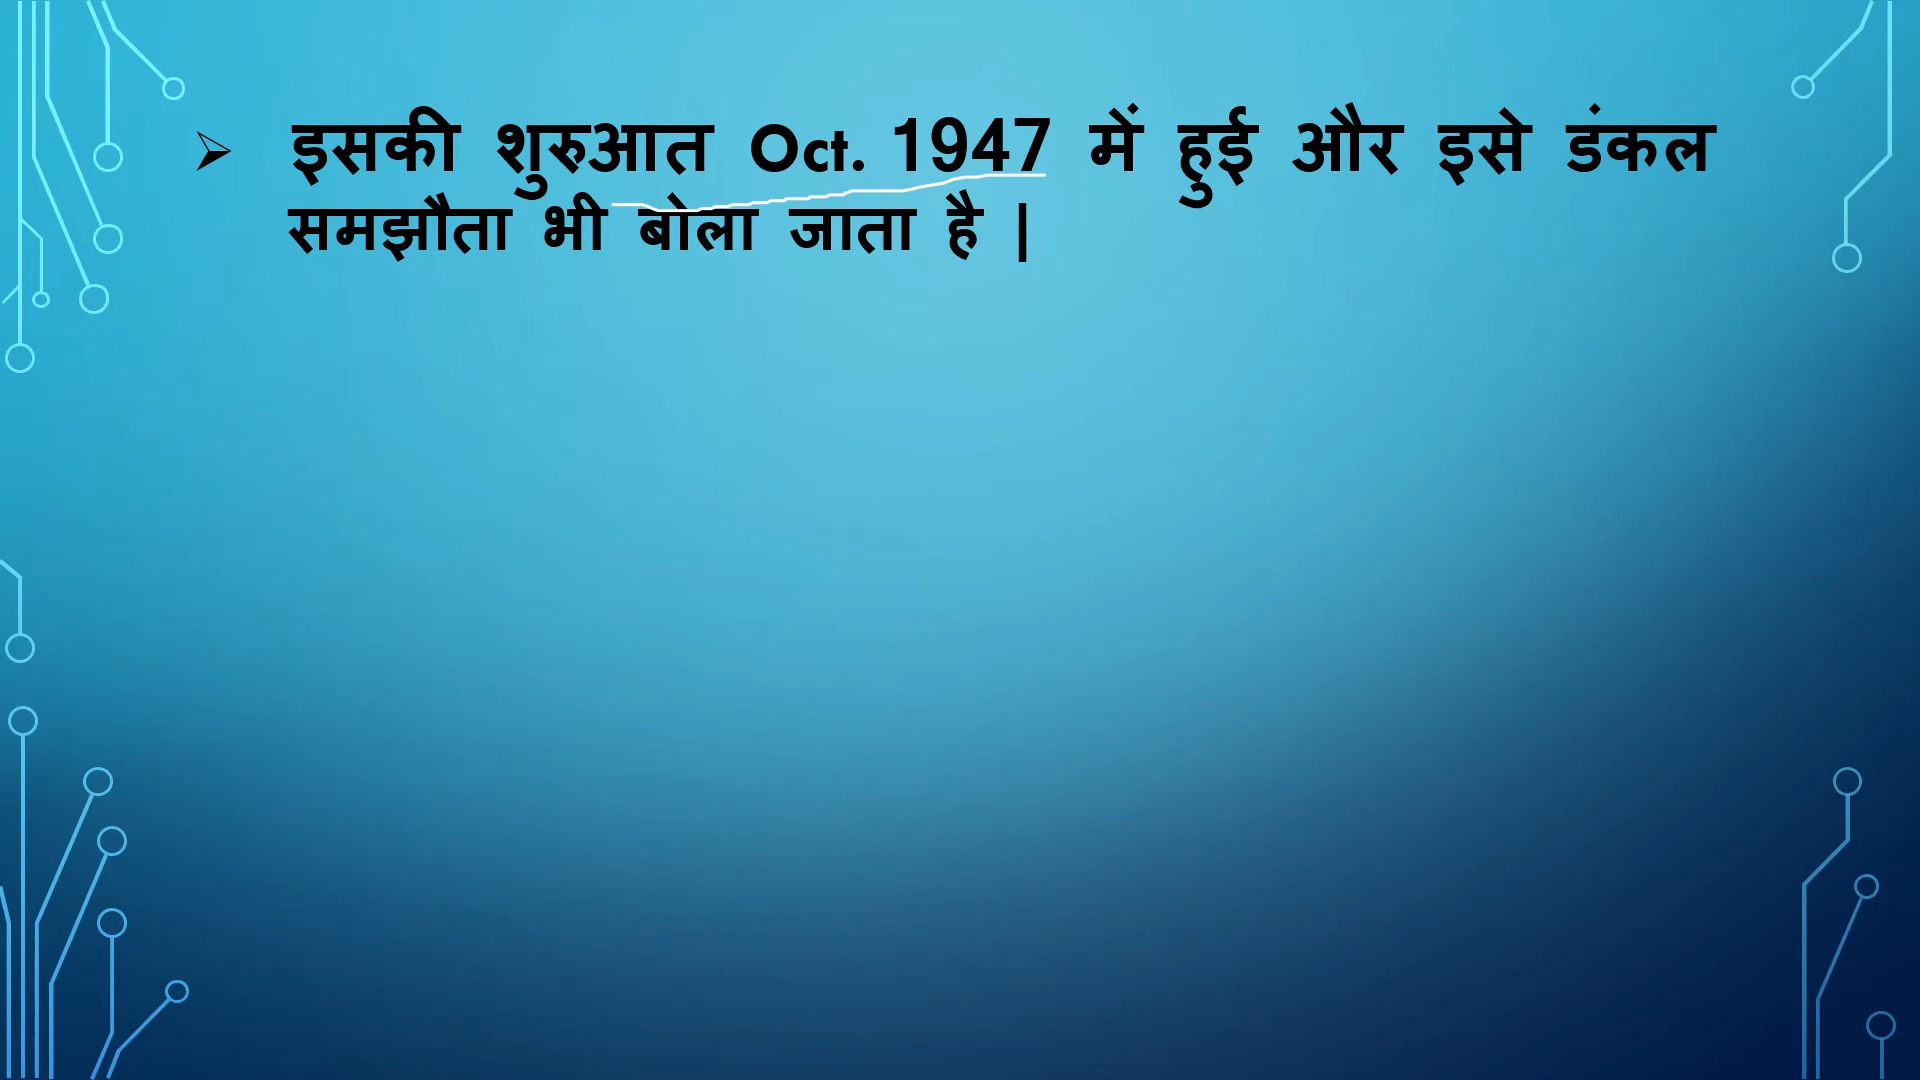 इसकी शुरुआत Oct. 1947 में हुई और इसे डंकल
समझौता भी बोला जाता है |